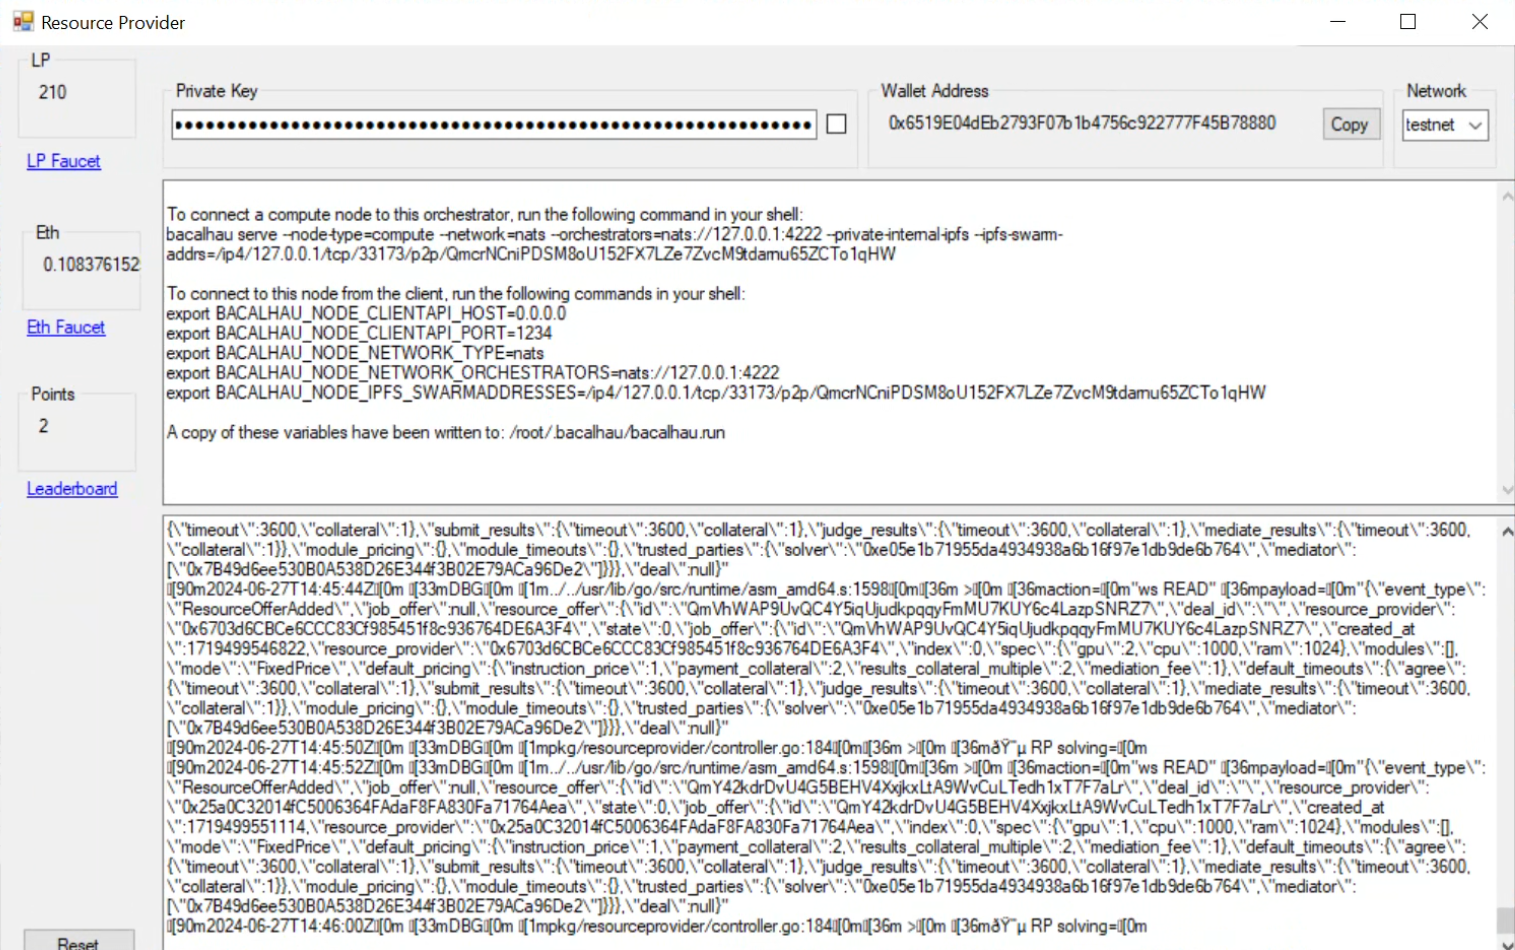 Resource Provider
LP
210
LP Faucet
Eth
0.108376152
Eth Faucet
Points
2
Leaderboard
Reset
Private Key
Wallet Address
0x6519E04dEb2793F07b1b4756c922777F45B78880
Copy
Network
testnet
To connect a compute node to this orchestrator, run the following command in your shell:
bacalhau serve --node-type=compute --network=nats --orchestrators=nats://127.0.0.1:4222 --private-internal-ipfs --ipfs-swarm-
addrs=/ip4/127.0.0.1/tcp/33173/p2p/QmcrNCniPDSM8oU152FX7LZe7ZvcM9tdamu65ZCTo1qHW
To connect to this node from the client, run the following commands in your shell:
export BACALHAU_NODE_CLIENTAPI_HOST=0.0.0.0
export BACALHAU_NODE_CLIENTAPI_PORT=1234
export BACALHAU_NODE_NETWORK_TYPE=nats
export BACALHAU_NODE_NETWORK_ORCHESTRATORS=nats://127.0.0.1:4222
export BACALHAU_NODE_IPFS_SWARMADDRESSES=/ip4/127.0.0.1/tcp/33173/p2p/QmcrNCniPDSM8oU152FX7LZe7ZvcM9tdamu65ZCTo1qHW
A copy of these variables have been written to: /root/.bacalhau/bacalhau.run
{\"timeout\":3600,\"collateral\":1},\"submit_results\":{\"timeout\":3600,\"collateral\":1},\"judge_results\":{\"timeout\":3600,\"collateral\":1},\"mediate_results\":{\"timeout\":3600,
\"collateral\":1}},\"module_pricing\":{},\"module_timeouts\":{},\"trusted_parties\":{\"solver\":\"0xe05e1b71955da4934938a6b16f97e1db9de6b764\",\"mediator\":
[\"0x7B49d6ee530B0A538D26E344f3B02E79ACa96De2\"]}}},\"deal\":null}"
▯[90m2024-06-27T14:45:44Z▯[0m ▯[33mDBG▯[0m ▯[1m../../usr/lib/go/src/runtime/asm_amd64.s:1598▯[0m▯[36m >▯[0m ▯[36maction=▯[0m"ws READ" ▯[36mpayload=▯[0m"{\"event_type\":
\"ResourceOfferAdded\",\"job_offer\":null,\"resource_offer\":{\"id\":\"QmVhWAP9UvQC4Y5iqUjudkpqqyFmMU7KUY6c4LazpSNRZ7\",\"deal_id\":\"\",\"resource_provider\":
\"0x6703d6CBCe6CCC83Cf985451f8c936764DE6A3F4\",\"state\":0,\"job_offer\":{\"id\":\"QmVhWAP9UvQC4Y5iqUjudkpqqyFmMU7KUY6c4LazpSNRZ7\",\"created_at
\":1719499546822,\"resource_provider\":\"0x6703d6CBCe6CCC83Cf985451f8c936764DE6A3F4\",\"index\":0,\"spec\":{\"gpu\":2,\"cpu\":1000,\"ram\":1024},\"modules\":[],
\"mode\":\"FixedPrice\",\"default_pricing\":{\"instruction_price\":1,\"payment_collateral\":2,\"results_collateral_multiple\":2,\"mediation_fee\":1},\"default_timeouts\":{\"agree\":
{\"timeout\":3600,\"collateral\":1},\"submit_results\":{\"timeout\":3600,\"collateral\":1},\"judge_results\":{\"timeout\":3600,\"collateral\":1},\"mediate_results\":{\"timeout\":3600,
\"collateral\":1}},\"module_pricing\":{},\"module_timeouts\":{},\"trusted_parties\":{\"solver\":\"0xe05e1b71955da4934938a6b16f97e1db9de6b764\",\"mediator\":
[\"0x7B49d6ee530B0A538D26E344f3B02E79ACa96De2\"]}}},\"deal\":null}"
▯[90m2024-06-27T14:45:50Z▯[0m ▯[33mDBG▯[0m ▯[1mpkg/resourceprovider/controller.go:184▯[0m▯[36m >▯[0m ▯[36mðŸ¯µ RP solving=▯[0m
▯[90m2024-06-27T14:45:52Z▯[0m ▯[33mDBG▯[0m ▯[1m../../usr/lib/go/src/runtime/asm_amd64.s:1598▯[0m▯[36m >▯[0m ▯[36maction=▯[0m"ws READ" ▯[36mpayload=▯[0m"{\"event_type\":
\"ResourceOfferAdded\",\"job_offer\":null,\"resource_offer\":{\"id\":\"QmY42kdrDvU4G5BEHV4XxjkxLtA9WvCuLTedh1xT7F7aLr\",\"deal_id\":\"\",\"resource_provider\":
\"0x25a0C32014fC5006364FAdaF8FA830Fa71764Aea\",\"state\":0,\"job_offer\":{\"id\":\"QmY42kdrDvU4G5BEHV4XxjkxLtA9WvCuLTedh1xT7F7aLr\",\"created_at
\":1719499551114,\"resource_provider\":\"0x25a0C32014fC5006364FAdaF8FA830Fa71764Aea\",\"index\":0,\"spec\":{\"gpu\":1,\"cpu\":1000,\"ram\":1024},\"modules\":[],
\"mode\":\"FixedPrice\",\"default_pricing\":{\"instruction_price\":1,\"payment_collateral\":2,\"results_collateral_multiple\":2,\"mediation_fee\":1},\"default_timeouts\":{\"agree\":
{\"timeout\":3600,\"collateral\":1},\"submit_results\":{\"timeout\":3600,\"collateral\":1},\"judge_results\":{\"timeout\":3600,\"collateral\":1},\"mediate_results\":{\"timeout\":3600,
\"collateral\":1}},\"module_pricing\":{},\"module_timeouts\":{},\"trusted_parties\":{\"solver\":\"0xe05e1b71955da4934938a6b16f97e1db9de6b764\",\"mediator\":
[\"0x7B49d6ee530B0A538D26E344f3B02E79ACa96De2\"]}}},\"deal\":null}"
▯[90m2024-06-27T14:46:00Z▯[0m ▯[33mDBG▯[0m ▯[1mpkg/resourceprovider/controller.go:184▯[0m▯[36m >▯[0m ▯[36mðŸ¯µ RP solving=▯[0m